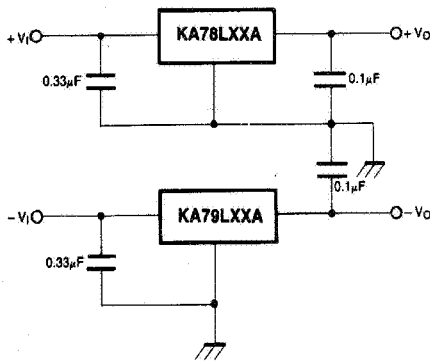 +VI
KA78LXXA
+VO
0.33μF
0.1μF
0.1μF
−VI
KA79LXXA
−VO
0.33μF